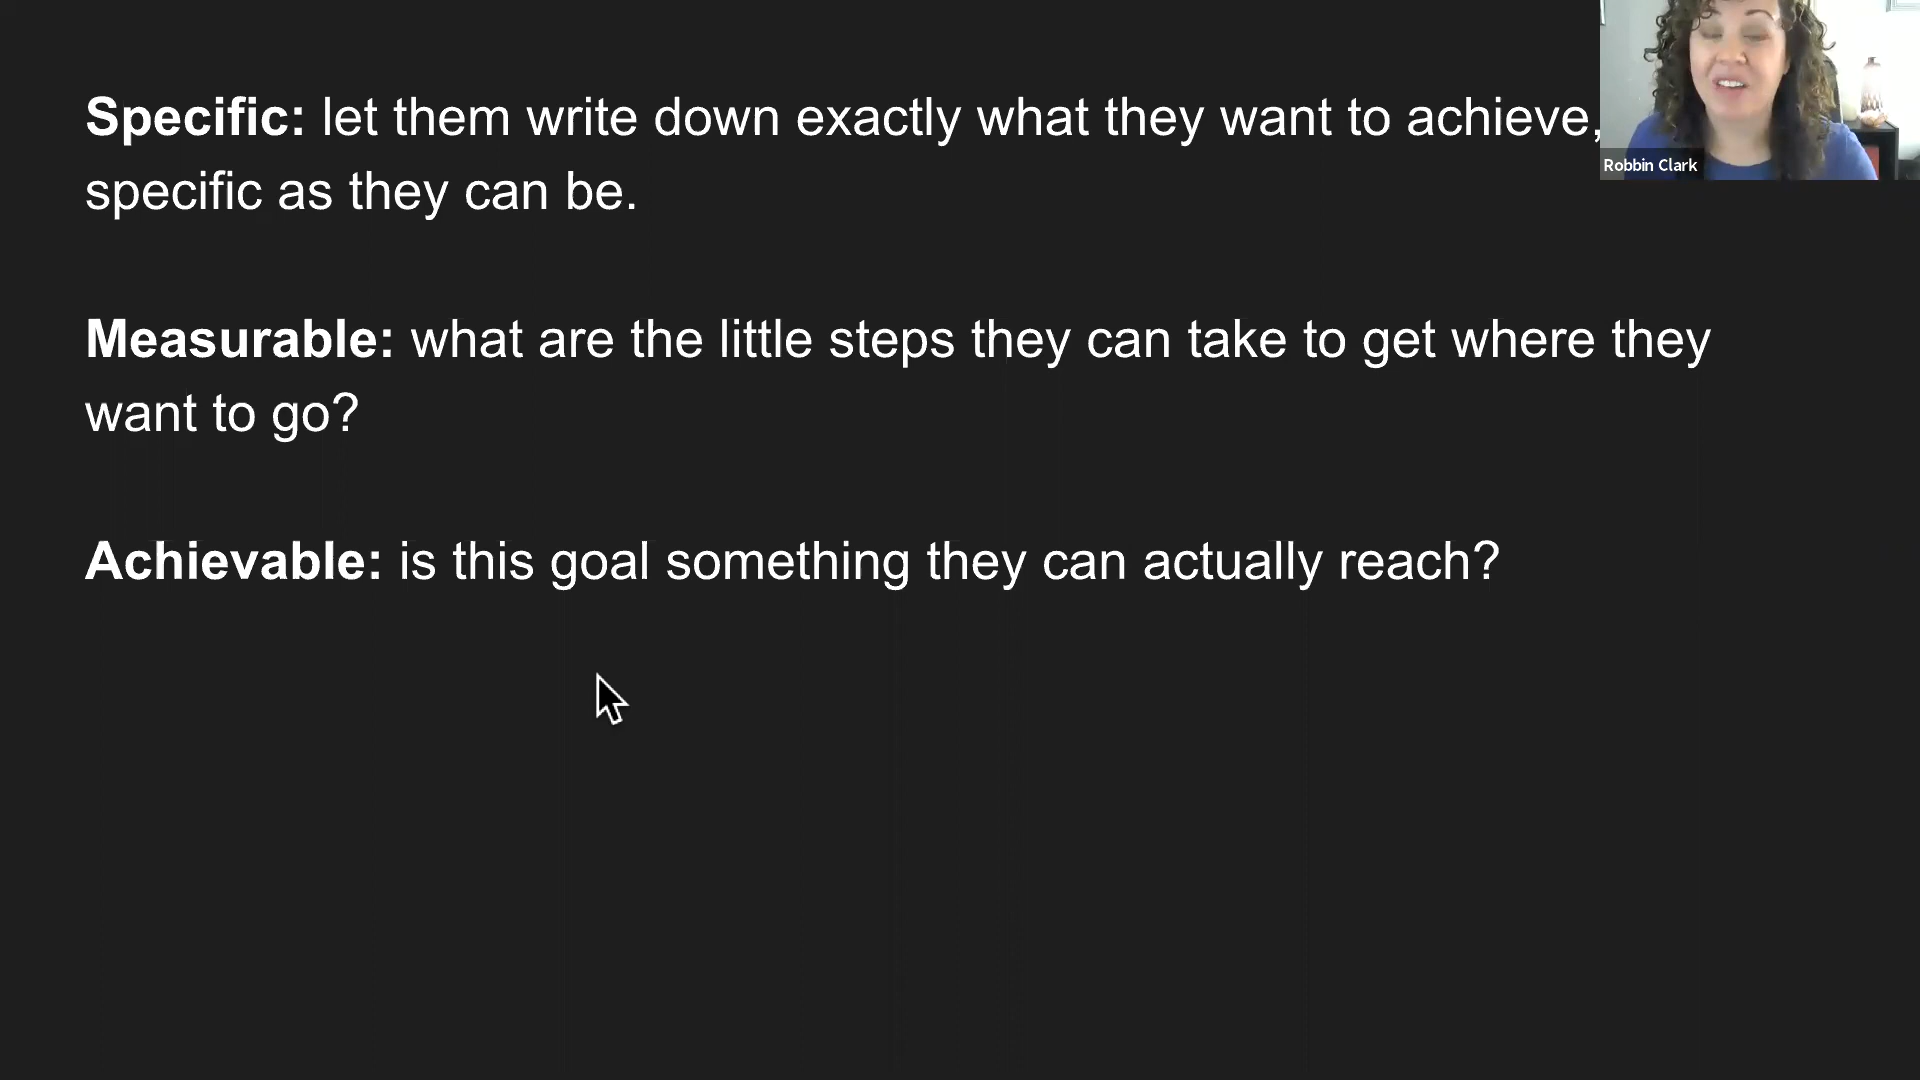 Specific: let them write down exactly what they want to achieve,
specific as they can be.
Measurable: what are the little steps they can take to get where they
want to go?
Achievable: is this goal something they can actually reach?
Robbin Clark